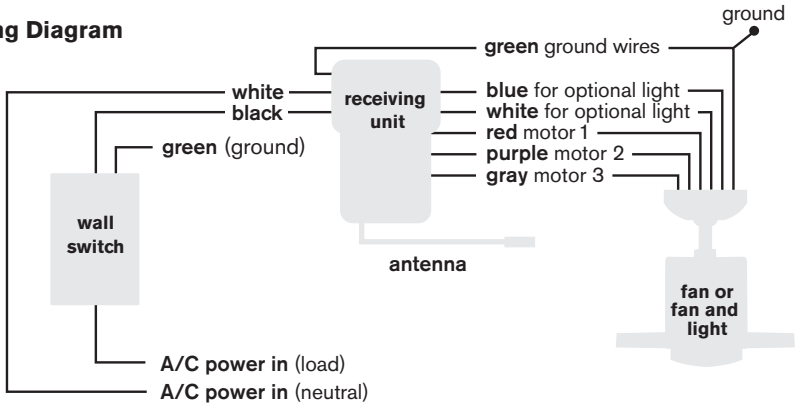 ng Diagram
ground
green ground wires
white
black
green (ground)
receiving
unit
blue for optional light
white for optional light
red motor 1
purple motor 2
gray motor 3
wall
switch
antenna
fan or
fan and
light
A/C power in (load)
A/C power in (neutral)